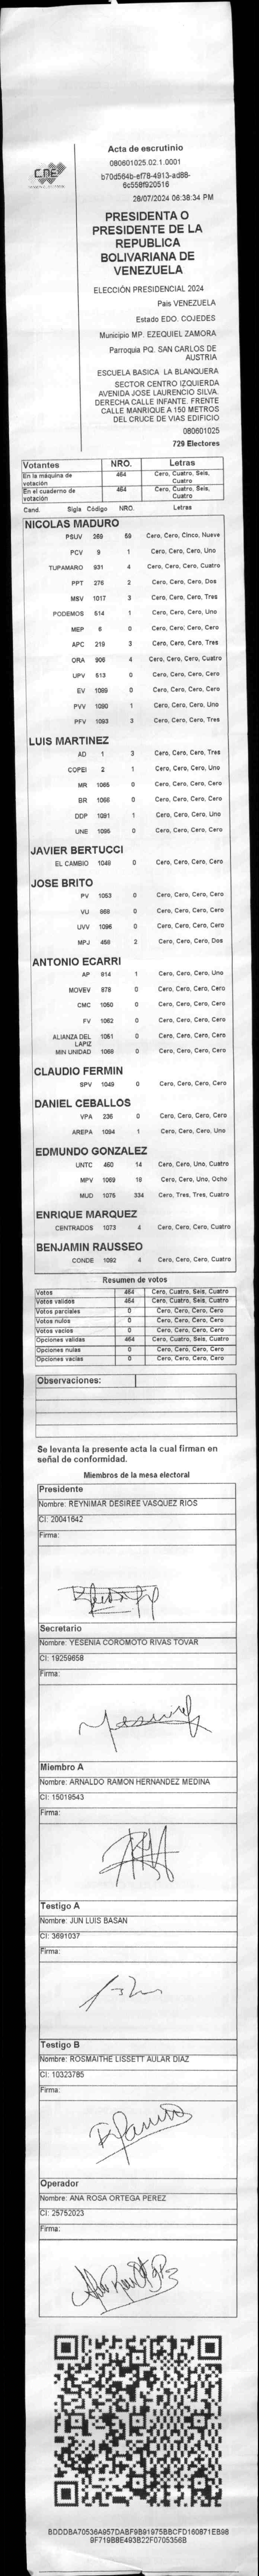 CNE
Acta de escrutinio
080601025.02.1.0001
b70d564b-ef78-4913-ad88-
6c558f920516
28/07/2024 06:38:34 PM
PRESIDENTA O
PRESIDENTE DE LA
REPUBLICA
BOLIVARIANA DE
VENEZUELA
ELECCIÓN PRESIDENCIAL 2024
Pais VENEZUELA
Estado EDO. COJEDES
Municipio MP. EZEQUIEL ZAMORA
Parroquia PQ. SAN CARLOS DE
AUSTRIA
ESCUELA BASICA LA BLANQUERA
SECTOR CENTRO IZQUIERDA
AVENIDA JOSE LAURENCIO SILVA.
DERECHA CALLE INFANTE. FRENTE
CALLE MANRIQUE A 150 METROS
DEL CRUCE DE VIAS EDIFICIO
080601025
729 Electores
Votantes NRO. Letras
En la máquina de votación 464 Cero, Cuatro, Seis, Cuatro
En el cuaderno de votación 464 Cero, Cuatro, Seis, Cuatro
Cand. Sigla Código NRO. Letras
NICOLAS MADURO
PSUV 269 59 Cero, Cero, Cinco, Nueve
PCV 9 1 Cero, Cero, Cero, Uno
TUPAMARO 931 4 Cero, Cero, Cero, Cuatro
PPT 276 2 Cero, Cero, Cero, Dos
MSV 1017 3 Cero, Cero, Cero, Tres
PODEMOS 514 1 Cero, Cero, Cero, Uno
MEP 6 0 Cero, Cero, Cero, Cero
APC 219 3 Cero, Cero, Cero, Tres
ORA 906 4 Cero, Cero, Cero, Cuatro
UPV 513 0 Cero, Cero, Cero, Cero
EV 1089 0 Cero, Cero, Cero, Cero
PVV 1090 1 Cero, Cero, Cero, Uno
PFV 1093 3 Cero, Cero, Cero, Tres
LUIS MARTINEZ
AD 1 3 Cero, Cero, Cero, Tres
COPEI 2 1 Cero, Cero, Cero, Uno
MR 1065 0 Cero, Cero, Cero, Cero
BR 1066 0 Cero, Cero, Cero, Cero
DDP 1091 1 Cero, Cero, Cero, Uno
UNE 1095 0 Cero, Cero, Cero, Cero
JAVIER BERTUCCI
EL CAMBIO 1048 0 Cero, Cero, Cero, Cero
JOSE BRITO
PV 1053 0 Cero, Cero, Cero, Cero
VU 868 0 Cero, Cero, Cero, Cero
UVV 1096 0 Cero, Cero, Cero, Cero
MPJ 458 2 Cero, Cero, Cero, Dos
ANTONIO ECARRI
AP 914 1 Cero, Cero, Cero, Uno
MOVEV 878 0 Cero, Cero, Cero, Cero
CMC 1060 0 Cero, Cero, Cero, Cero
FV 1062 0 Cero, Cero, Cero, Cero
ALIANZA DEL LAPIZ 1051 0 Cero, Cero, Cero, Cero
MIN UNIDAD 1068 0 Cero, Cero, Cero, Cero
CLAUDIO FERMIN
SPV 1049 0 Cero, Cero, Cero, Cero
DANIEL CEBALLOS
VPA 236 0 Cero, Cero, Cero, Cero
AREPA 1094 1 Cero, Cero, Cero, Uno
EDMUNDO GONZALEZ
UNTC 460 14 Cero, Cero, Uno, Cuatro
MPV 1069 18 Cero, Cero, Uno, Ocho
MUD 1075 334 Cero, Tres, Tres, Cuatro
ENRIQUE MARQUEZ
CENTRADOS 1073 4 Cero, Cero, Cero, Cuatro
BENJAMIN RAUSSEO
CONDE 1092 4 Cero, Cero, Cero, Cuatro
Resumen de votos
Votos 464 Cero, Cuatro, Seis, Cuatro
Votos validos 464 Cero, Cuatro, Seis, Cuatro
Votos parciales 0 Cero, Cero, Cero, Cero
Votos nulos 0 Cero, Cero, Cero, Cero
Votos vacios 0 Cero, Cero, Cero, Cero
Opciones validas 464 Cero, Cuatro, Seis, Cuatro
Opciones nulas 0 Cero, Cero, Cero, Cero
Opciones vacias 0 Cero, Cero, Cero, Cero
Observaciones:
Se levanta la presente acta la cual firman en
señal de conformidad.
Miembros de la mesa electoral
Presidente
Nombre: REYNIMAR DESIREE VASQUEZ RIOS
CI: 20041642
Firma:
Secretario
Nombre: YESENIA COROMOTO RIVAS TOVAR
CI: 19259658
Firma:
Miembro A
Nombre: ARNALDO RAMON HERNANDEZ MEDINA
CI: 15019543
Firma:
Testigo A
Nombre: JUN LUIS BASAN
CI: 3691037
Firma:
Testigo B
Nombre: ROSMAITHE LISSETT AULAR DIAZ
CI: 10323785
Firma:
Operador
Nombre: ANA ROSA ORTEGA PEREZ
CI: 25752023
Firma:
BDDDBA70536A957DABF9B91975BBCFD160871EB98
9F719B8E493B22F0705356B